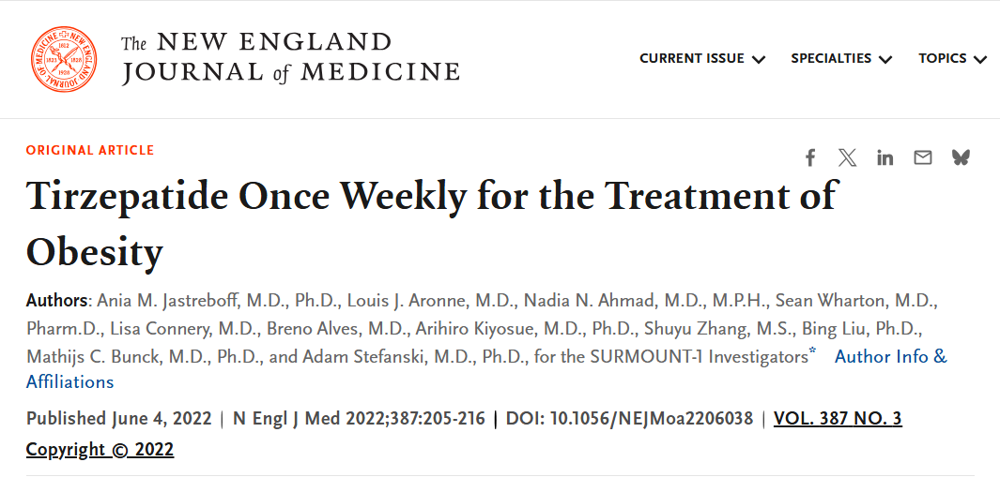 The NEW ENGLAND
JOURNAL of MEDICINE
CURRENT ISSUE
SPECIALTIES
TOPICS
ORIGINAL ARTICLE
Tirzepatide Once Weekly for the Treatment of
Obesity
Authors: Ania M. Jastreboff, M.D., Ph.D., Louis J. Aronne, M.D., Nadia N. Ahmad, M.D., M.P.H., Sean Wharton, M.D.,
Pharm.D., Lisa Connery, M.D., Breno Alves, M.D., Arihiro Kiyosue, M.D., Ph.D., Shuyu Zhang, M.S., Bing Liu, Ph.D.,
Mathijs C. Bunck, M.D., Ph.D., and Adam Stefanski, M.D., Ph.D., for the SURMOUNT-1 Investigators* Author Info &
Affiliations
Published June 4, 2022 | N Engl J Med 2022;387:205-216 | DOI: 10.1056/NEJMoa2206038 | VOL. 387 NO. 3
Copyright © 2022